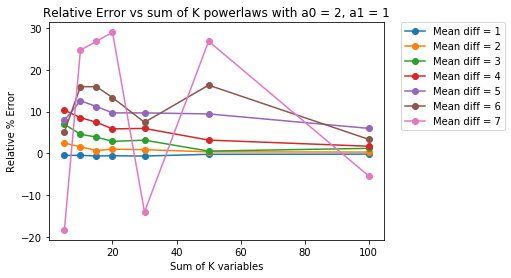 Relative Error vs sum of K powerlaws with a0 = 2, a1 = 1
Relative % Error
30
20
10
0
−10
−20
20
40
60
80
100
Sum of K variables
Mean diff = 1
Mean diff = 2
Mean diff = 3
Mean diff = 4
Mean diff = 5
Mean diff = 6
Mean diff = 7